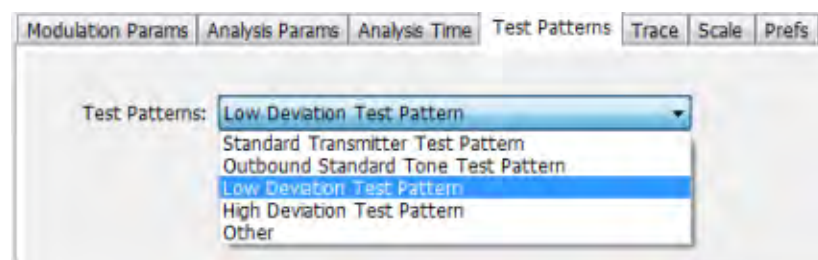 Modulation Params Analysis Params Analysis Time Test Patterns Trace Scale Prefs
Test Patterns: Low Deviation Test Pattern
Standard Transmitter Test Pattern
Outbound Standard Tone Test Pattern
Low Deviation Test Pattern
High Deviation Test Pattern
Other